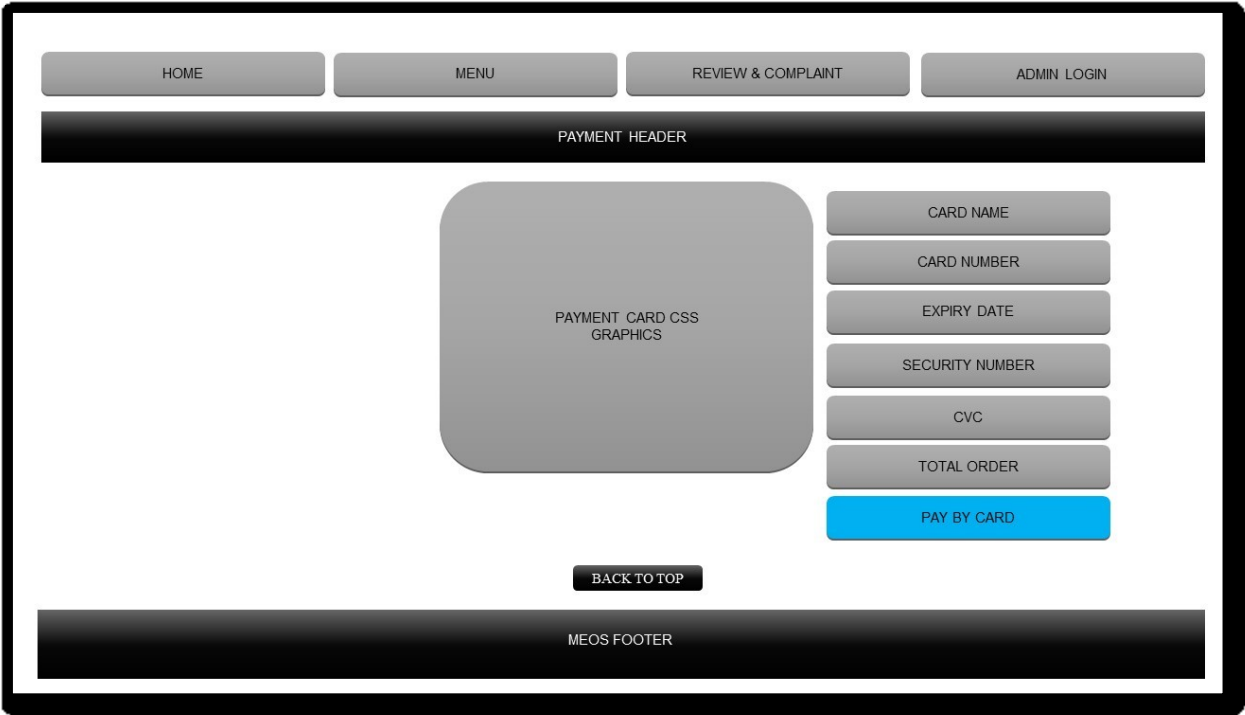 HOME
MENU
REVIEW & COMPLAINT
ADMIN LOGIN
PAYMENT HEADER
PAYMENT CARD CSS
GRAPHICS
CARD NAME
CARD NUMBER
EXPIRY DATE
SECURITY NUMBER
CVC
TOTAL ORDER
PAY BY CARD
BACK TO TOP
MEOS FOOTER